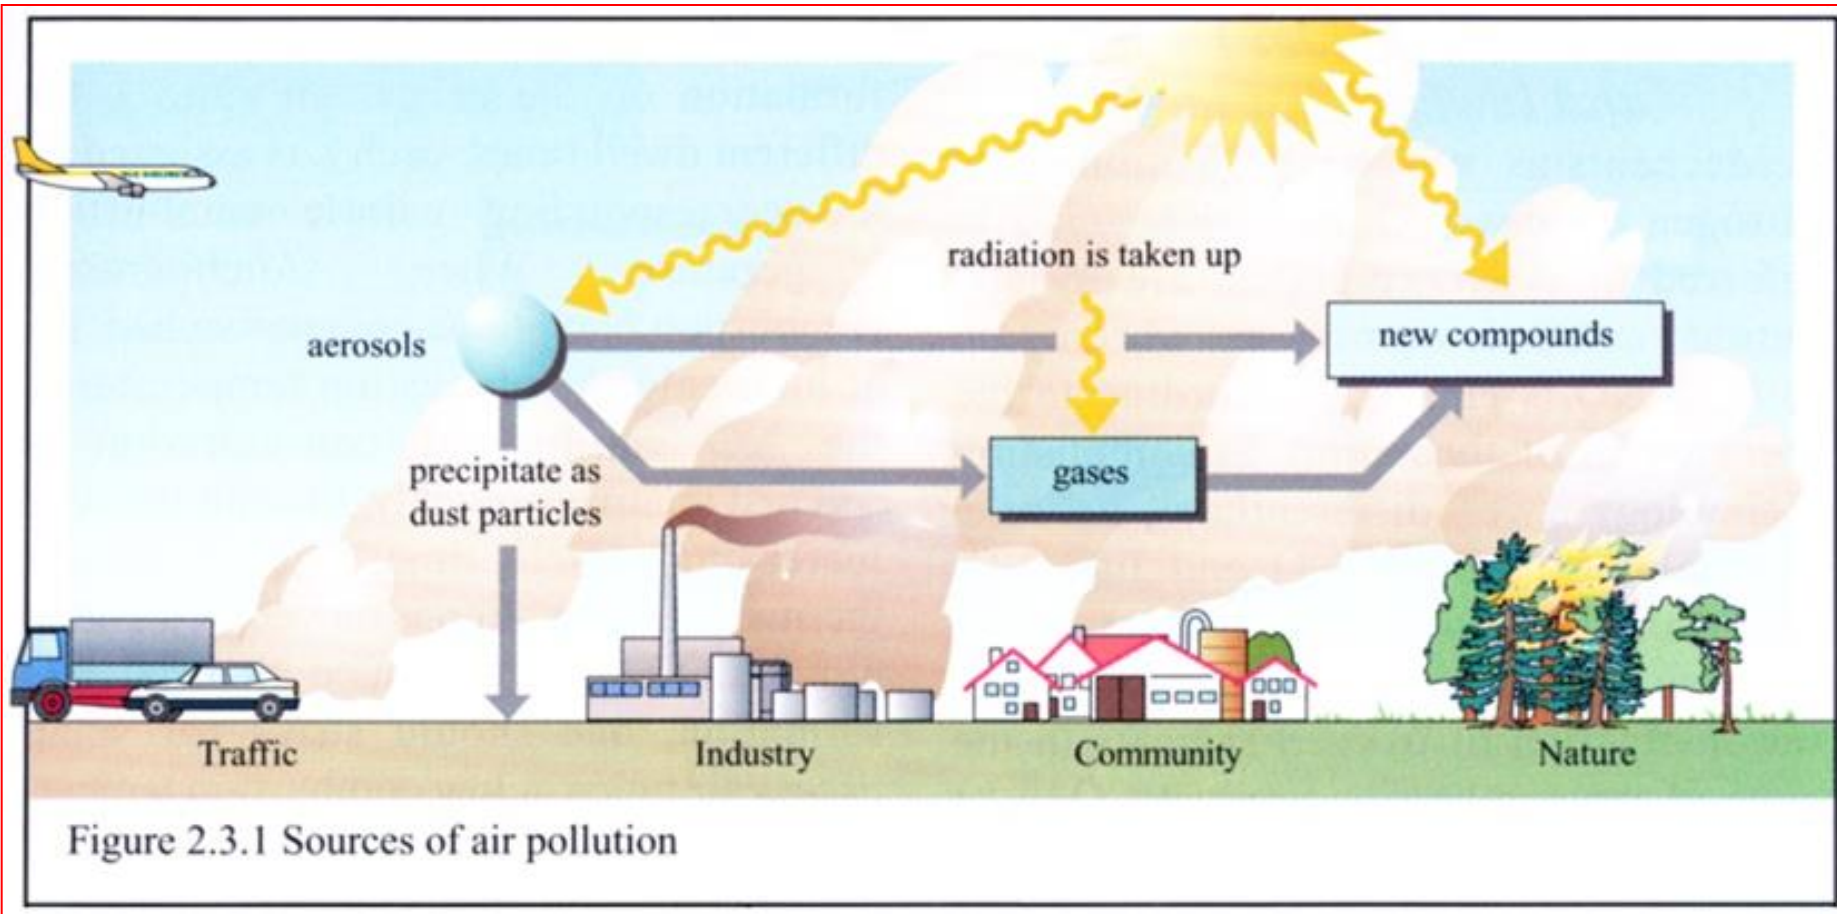 radiation is taken up
aerosols
new compounds
precipitate as
dust particles
gases
Traffic
Industry
Community
Nature
Figure 2.3.1 Sources of air pollution